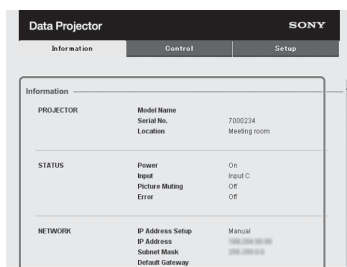 Data Projector SONY
Information Control Setup
Information
PROJECTOR Model Name
Serial No. 7000234
Location Meeting room
STATUS Power On
Input Input C
Picture Muting Off
Error Off
NETWORK IP Address Setup Manual
IP Address
Subnet Mask
Default Gateway